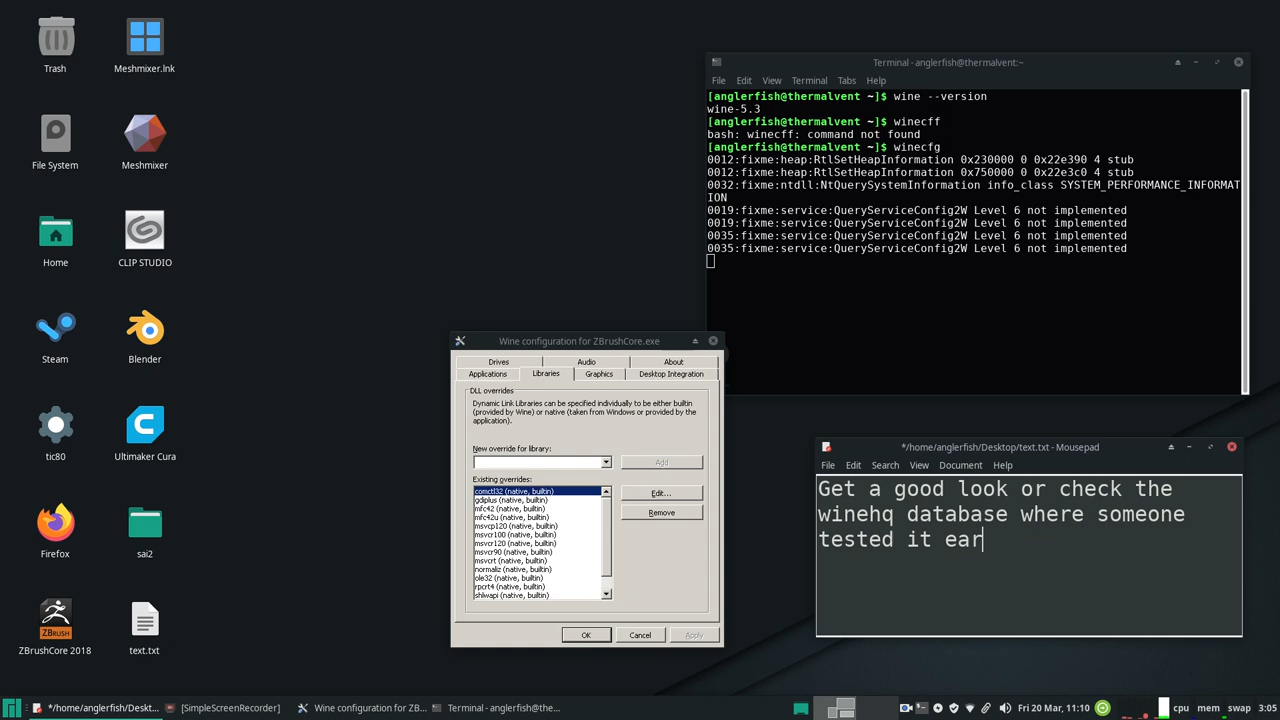 Trash
Meshmixer.lnk
File System
Meshmixer
Home
CLIP STUDIO
Steam
Blender
tic80
Ultimaker Cura
Firefox
sai2
ZBRUSH
ZBrushCore 2018
text.txt
Terminal - anglerfish@thermalvent:~
File Edit View Terminal Tabs Help
[anglerfish@thermalvent ~]$ wine --version
wine-5.3
[anglerfish@thermalvent ~]$ winecff
bash: winecff: command not found
[anglerfish@thermalvent ~]$ winecfg
0012:fixme:heap:RtlSetHeapInformation 0x230000 0 0x22e390 4 stub
0012:fixme:heap:RtlSetHeapInformation 0x750000 0 0x22e3c0 4 stub
0032:fixme:ntdll:NtQuerySystemInformation info_class SYSTEM_PERFORMANCE_INFORMAT
ION
0019:fixme:service:QueryServiceConfig2W Level 6 not implemented
0019:fixme:service:QueryServiceConfig2W Level 6 not implemented
0035:fixme:service:QueryServiceConfig2W Level 6 not implemented
0035:fixme:service:QueryServiceConfig2W Level 6 not implemented
Wine configuration for ZBrushCore.exe
Drives Audio About
Applications Libraries Graphics Desktop Integration
DLL overrides
Dynamic Link Libraries can be specified individually to be either builtin
(provided by Wine) or native (taken from Windows or provided by the
application).
New override for library:
Add
Existing overrides:
comctl32 (native, builtin)
gdiplus (native, builtin)
mfc42 (native, builtin)
mfc42u (native, builtin)
msvcp120 (native, builtin)
msvcr100 (native, builtin)
msvcr120 (native, builtin)
msvcr90 (native, builtin)
msvcrt (native, builtin)
normaliz (native, builtin)
ole32 (native, builtin)
rpcrt4 (native, builtin)
shlwapi (native, builtin)
Edit...
Remove
OK Cancel Apply
*/home/anglerfish/Desktop/text.txt - Mousepad
File Edit Search View Document Help
Get a good look or check the
winehq database where someone
tested it ear
*/home/anglerfish/Deskt... [SimpleScreenRecorder] Wine configuration for ZB... Terminal - anglerfish@the... Fri 20 Mar, 11:10 cpu mem swap 3:05